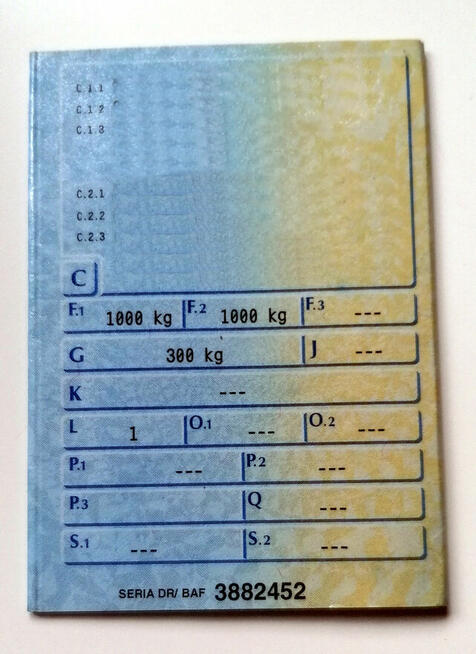 C.1.1
C.1.2
C.1.3
C.2.1
C.2.2
C.2.3
C
F.1 1000 kg F.2 1000 kg F.3 ---
G 300 kg J ---
K ---
L 1 O.1 --- O.2 ---
P.1 --- P.2 ---
P.3 Q ---
S.1 --- S.2 ---
SERIA DR/ BAF 3882452